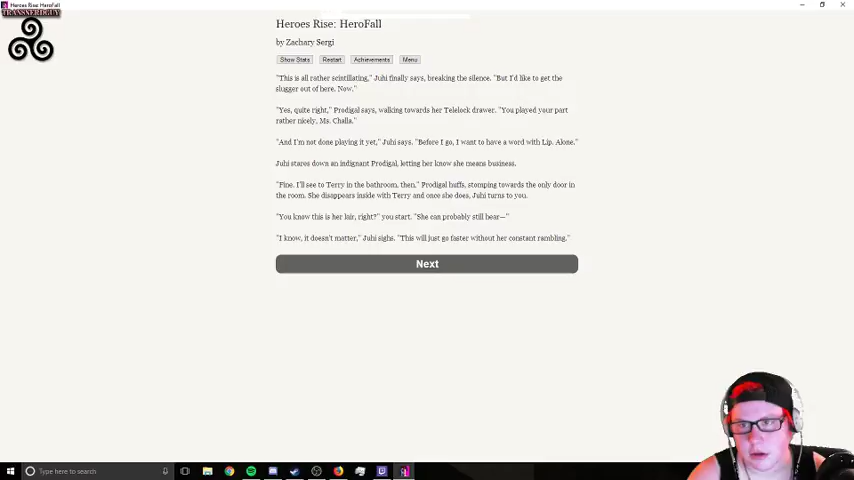 Heroes Rise: HeroFall
TRANSNERDGUY
Heroes Rise: HeroFall
by Zachary Sergi
Show Stats Restart Achievements Menu
"This is all rather scintillating," Juhi finally says, breaking the silence. "But I'd like to get the
slugger out of here. Now."
"Yes, quite right," Prodigal says, walking towards her Telelock drawer. "You played your part
rather nicely, Ms. Challa."
"And I'm not done playing it yet," Juhi says. "Before I go, I want to have a word with Lip. Alone."
Juhi stares down an indignant Prodigal, letting her know she means business.
"Fine. I'll see to Terry in the bathroom, then," Prodigal huffs, stomping towards the only door in
the room. She disappears inside with Terry and once she does, Juhi turns to you.
"You know this is her lair, right?" you start. "She can probably still hear—"
"I know, it doesn't matter," Juhi sighs. "This will just go faster without her constant rambling."
Next
Type here to search